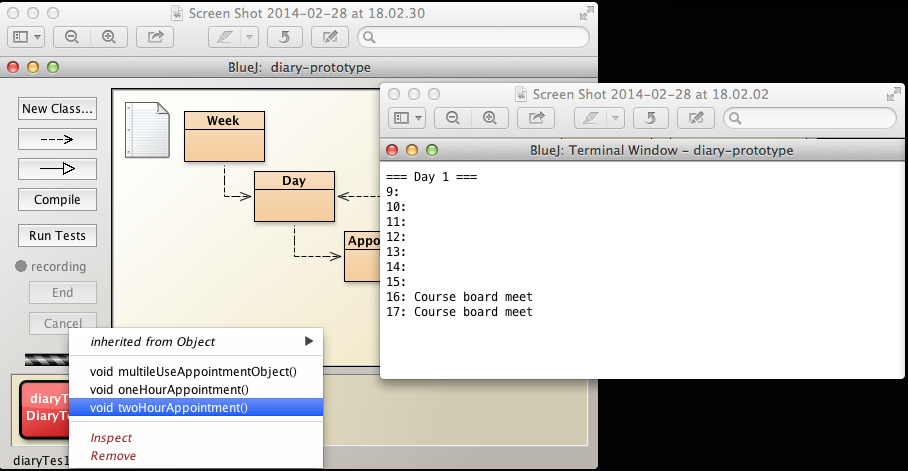 Screen Shot 2014-02-28 at 18.02.30
BlueJ: diary-prototype
New Class...
Compile
Run Tests
recording
End
Cancel
Week
Day
Appo
inherited from Object
void multileUseAppointmentObject()
void oneHourAppointment()
void twoHourAppointment()
Inspect
Remove
diaryT
DiaryT
diaryTes1
Screen Shot 2014-02-28 at 18.02.02
BlueJ: Terminal Window - diary-prototype
=== Day 1 ===
9:
10:
11:
12:
13:
14:
15:
16: Course board meet
17: Course board meet